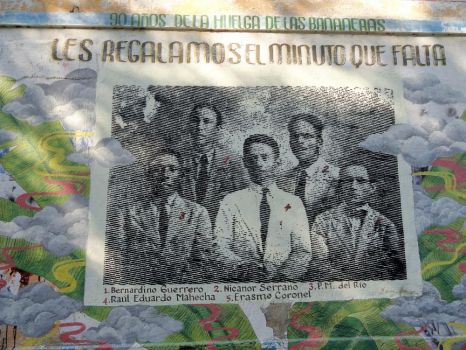 90 AÑOS DE LA HUELGA DE LAS BANANERAS
LES REGALAMOS EL MINUTO QUE FALTA
1. Bernardino Guerrero 2. Nicanor Serrano 3. P.M. del Río
4. Raúl Eduardo Mahecha 5. Erasmo Coronel